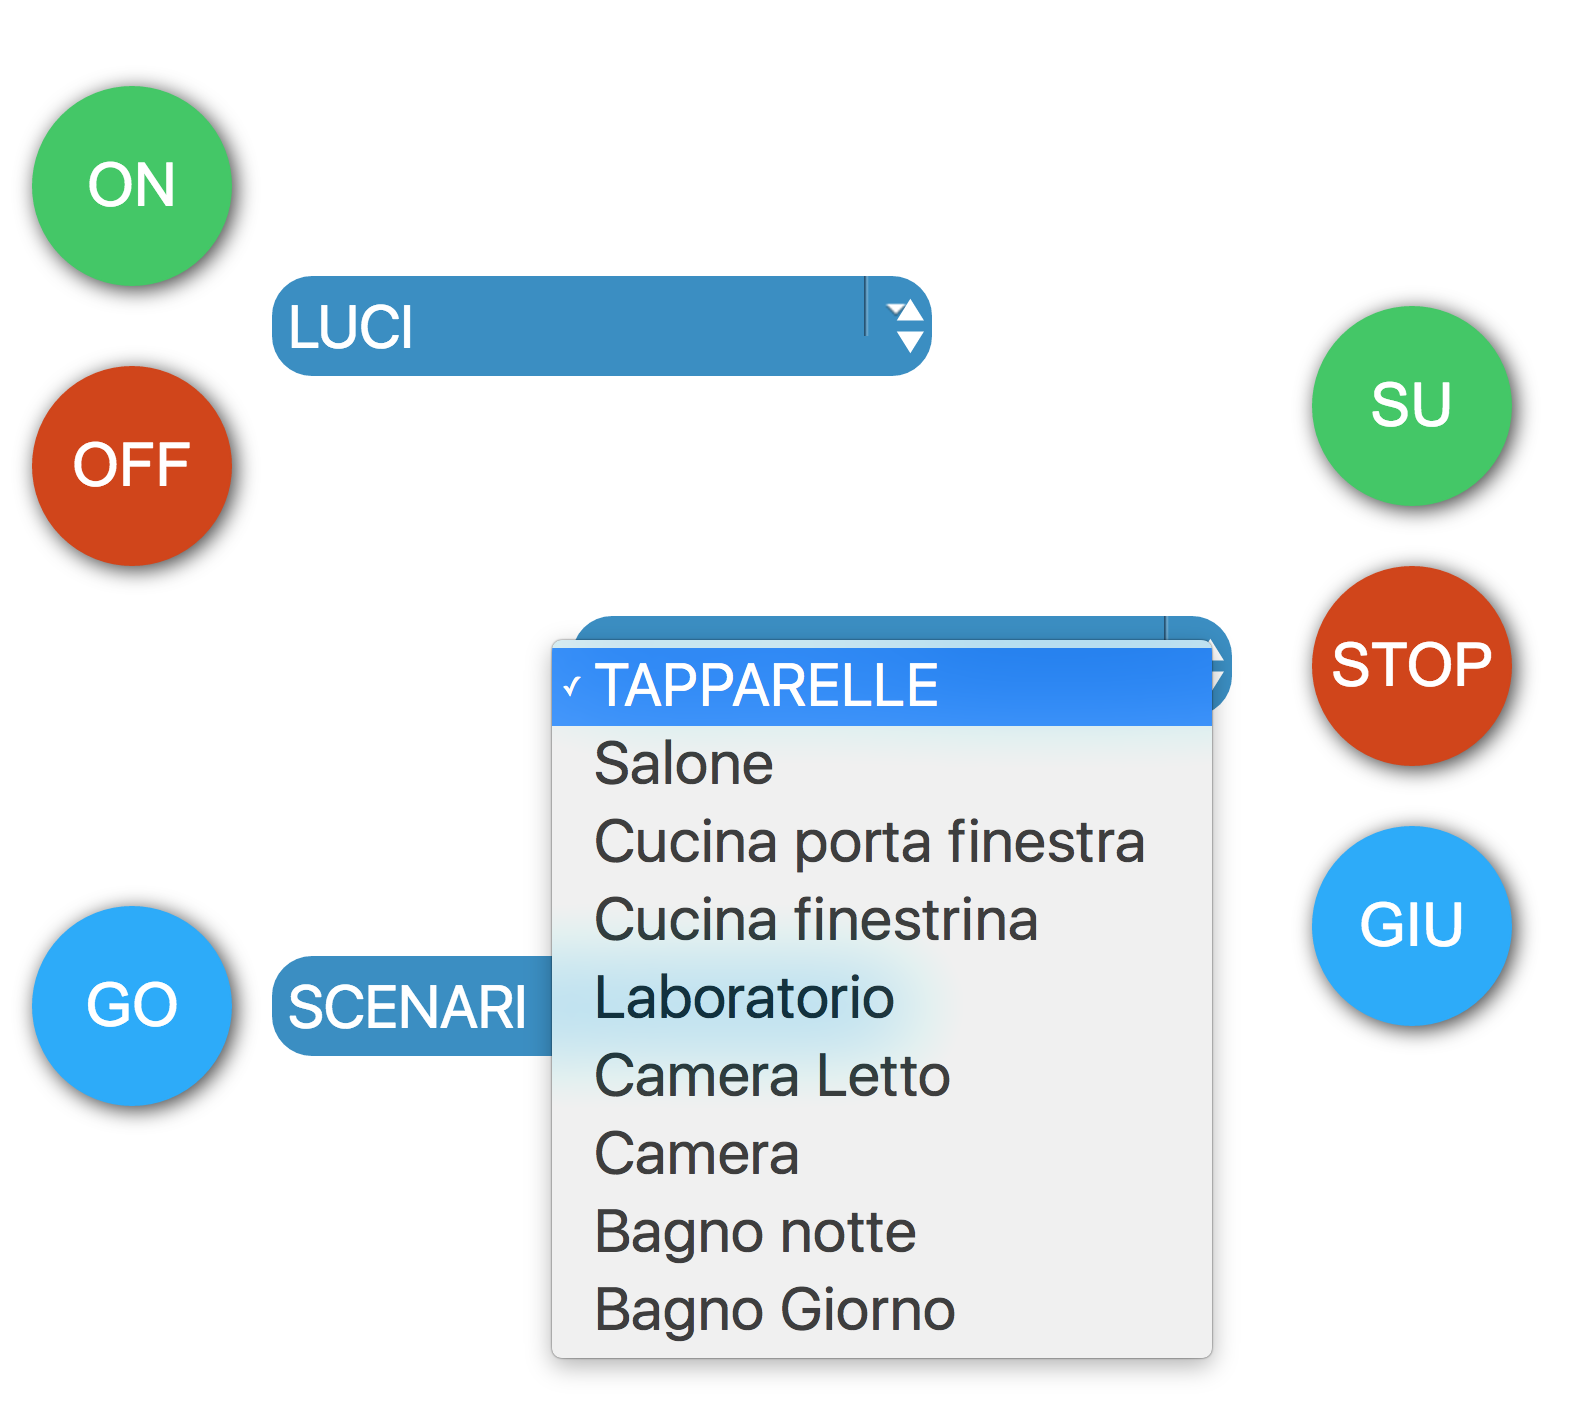 ON
LUCI
OFF
SU
STOP
✓ TAPPARELLE
Salone
Cucina porta finestra
Cucina finestrina
Laboratorio
Camera Letto
Camera
Bagno notte
Bagno Giorno
GIU
GO
SCENARI